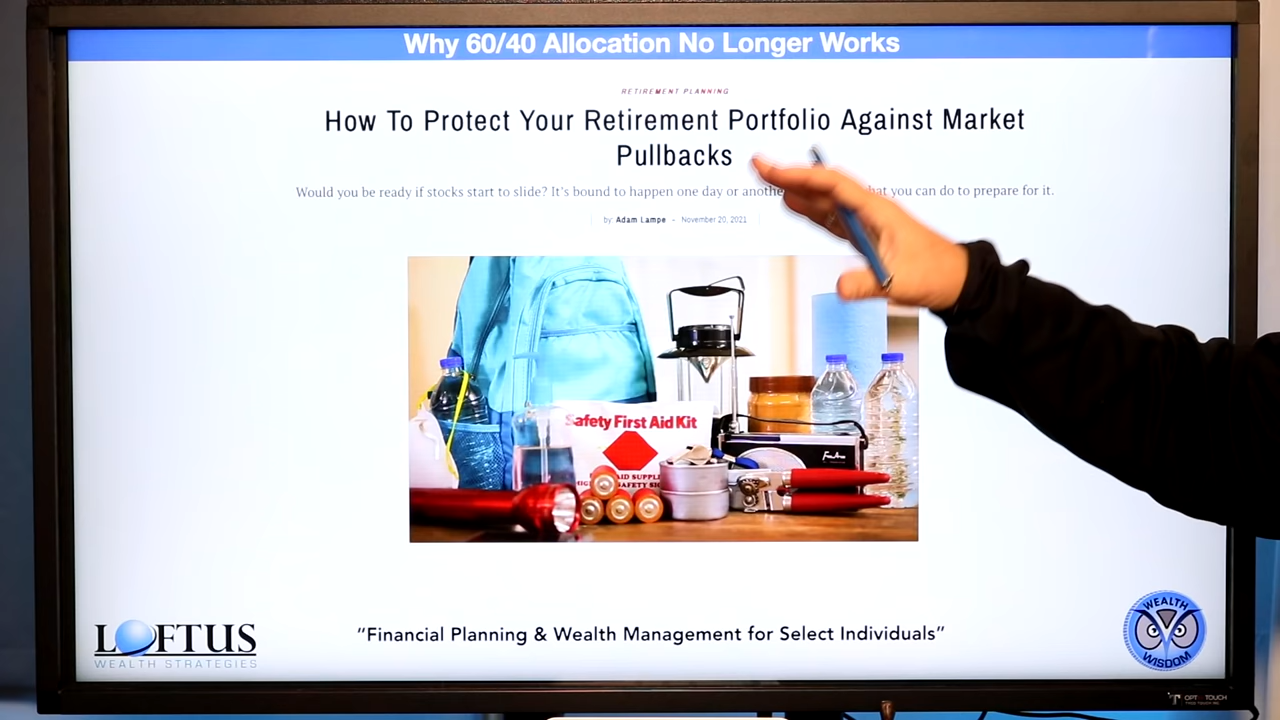 Why 60/40 Allocation No Longer Works
RETIREMENT PLANNING
How To Protect Your Retirement Portfolio Against Market
Pullbacks
Would you be ready if stocks start to slide? It's bound to happen one day or you can do to prepare for it.
by: Adam Lampe - November 20, 2021
Safety First Aid Kit
LOFTUS
WEALTH STRATEGIES
"Financial Planning & Wealth Management for Select Individuals"
WEALTH
WISDOM